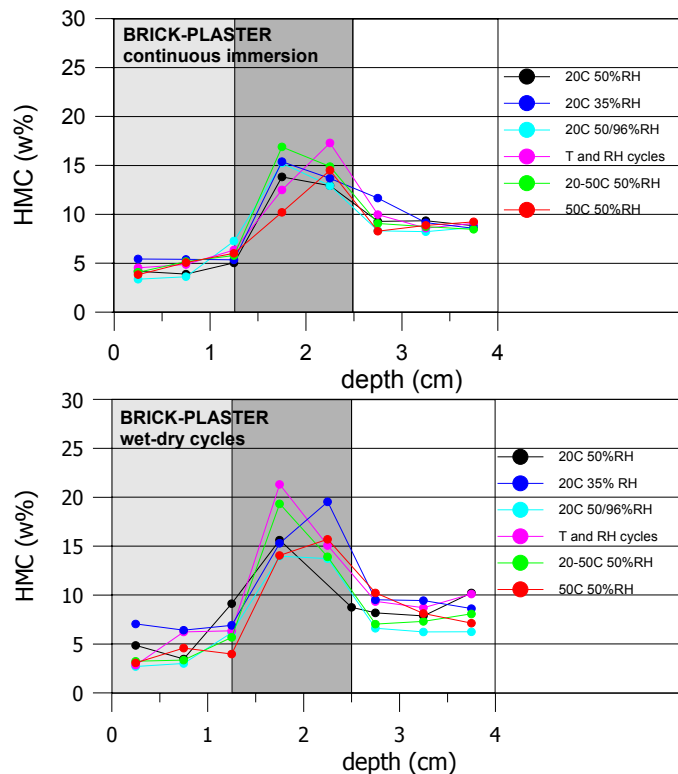 30
25
20
15
10
5
0
HMC (w%)
BRICK-PLASTER
continuous immersion
20C 50%RH
20C 35%RH
20C 50/96%RH
T and RH cycles
20-50C 50%RH
50C 50%RH
0 1 2 3 4
depth (cm)
30
25
20
15
10
5
0
HMC (w%)
BRICK-PLASTER
wet-dry cycles
20C 50%RH
20C 35% RH
20C 50/96%RH
T and RH cycles
20-50C 50%RH
50C 50%RH
0 1 2 3 4
depth (cm)